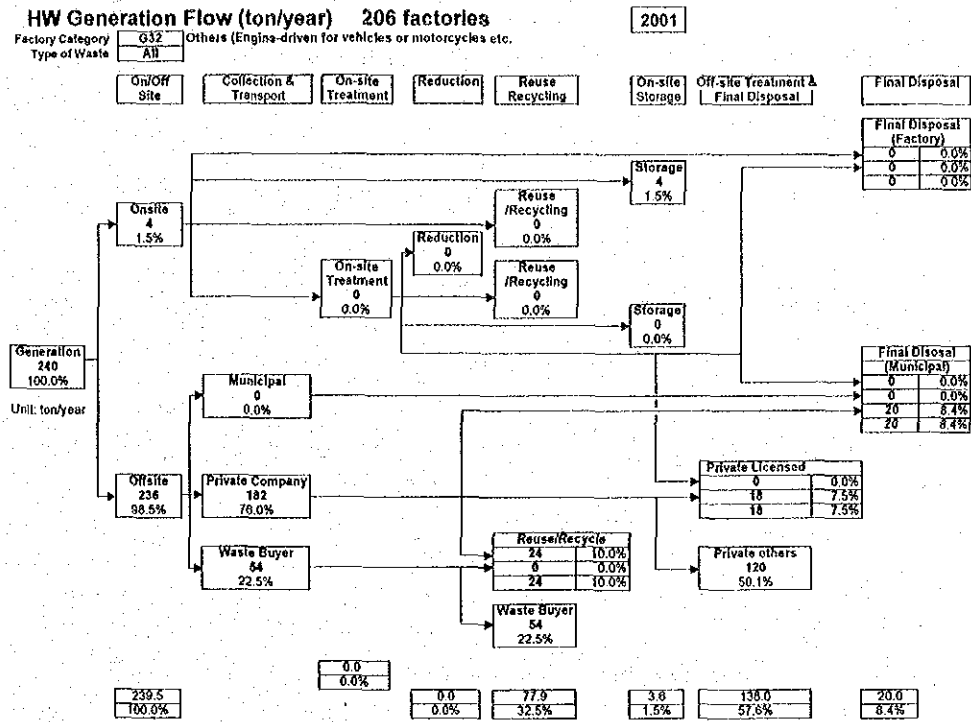 HW Generation Flow (ton/year) 206 factories
2001
Factory Category G32 Others (Engine-driven for vehicles or motorcycles etc.
Type of Waste All
On/Off Site
Collection & Transport
On-site Treatment
Reduction
Reuse Recycling
On-site Storage
Off-site Treatment & Final Disposal
Final Disposal
Final Disposal
(Factory)
0 0.0%
0 0.0%
0 0.0%
Storage
4
1.5%
Onsite
4
1.5%
Reuse
/Recycling
0
0.0%
Reduction
0
0.0%
On-site
Treatment
0
0.0%
Reuse
/Recycling
0
0.0%
Storage
0
0.0%
Generation
240
100.0%
Unit: ton/year
Final Disosal
(Municipal)
0 0.0%
0 0.0%
20 8.4%
20 8.4%
Municipal
0
0.0%
Offsite
236
98.5%
Private Company
182
76.0%
Private Licensed
0 0.0%
18 7.5%
18 7.5%
Waste Buyer
54
22.5%
Reuse/Recycle
24 10.0%
0 0.0%
24 10.0%
Private others
120
50.1%
Waste Buyer
54
22.5%
0.0
0.0%
239.5
100.0%
0.0
0.0%
77.9
32.5%
3.6
1.5%
138.0
57.6%
20.0
8.4%